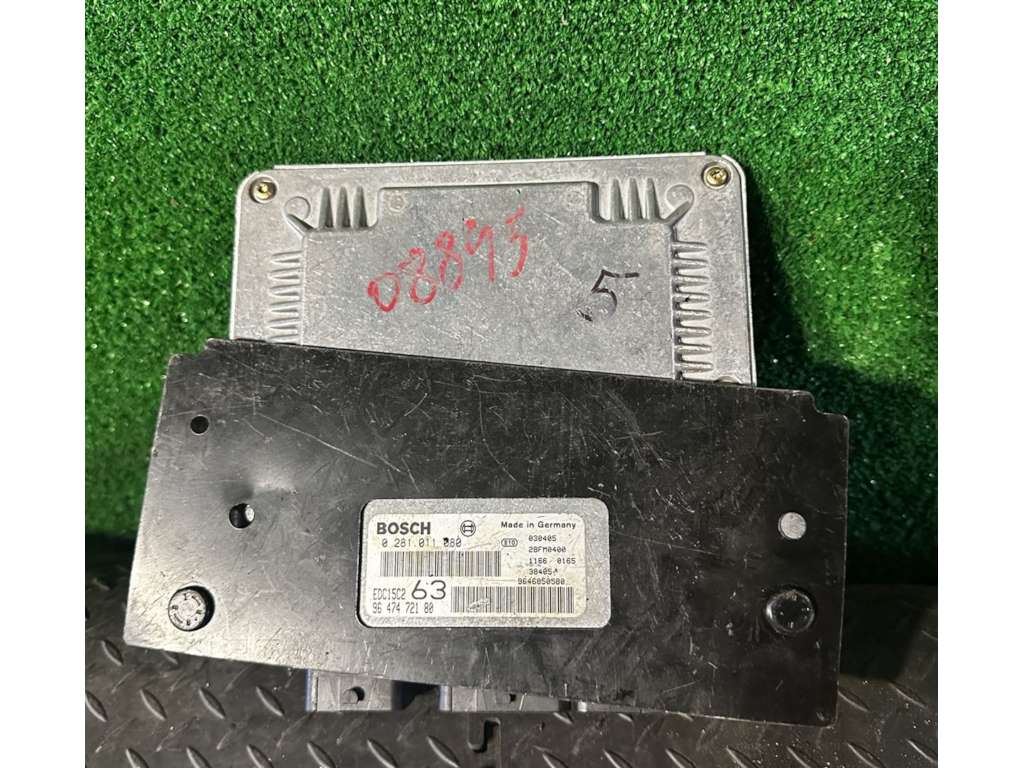 08895
5
BOSCH
Made in Germany
0 281 011 080
B10
030405
28FM0400
1166 0165
38405
EDC15C2 63
9646050580
96 474 721 80